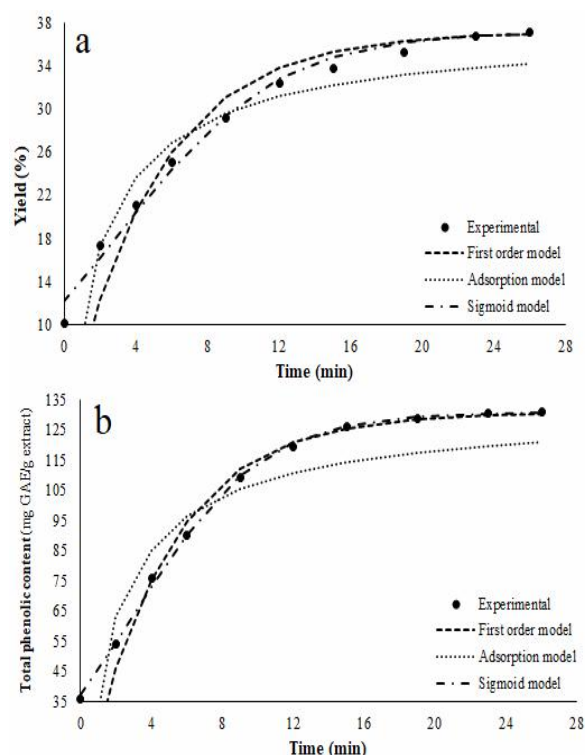 a
38
34
30
26
22
18
14
10
Yield (%)
Experimental
First order model
Adsorption model
Sigmoid model
0 4 8 12 16 20 24 28
Time (min)
b
135
125
115
105
95
85
75
65
55
45
35
Total phenolic content (mg GAE/g extract)
Experimental
First order model
Adsorption model
Sigmoid model
0 4 8 12 16 20 24 28
Time (min)